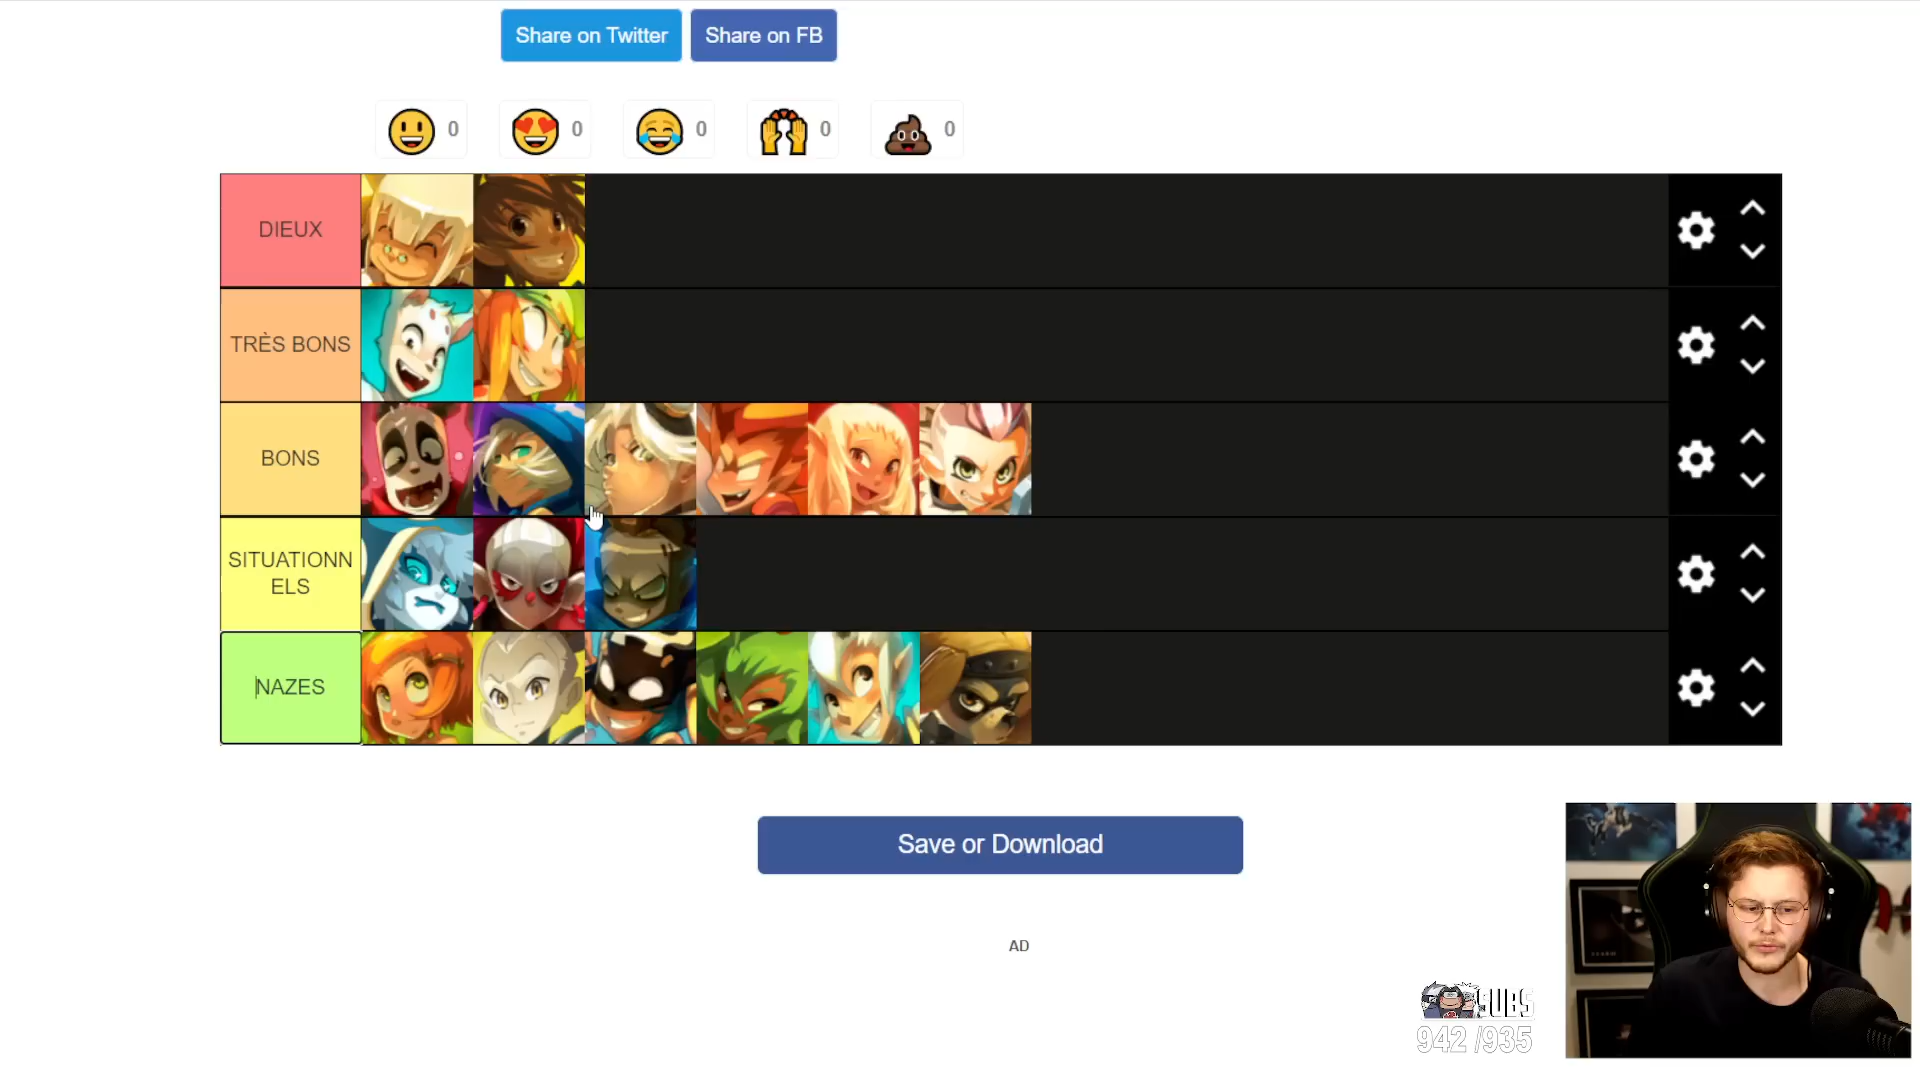 Share on Twitter Share on FB
0 0 0 0 0
DIEUX
TRÈS BONS
BONS
SITUATIONN
ELS
NAZES
Save or Download
AD
SUBS
942 /935